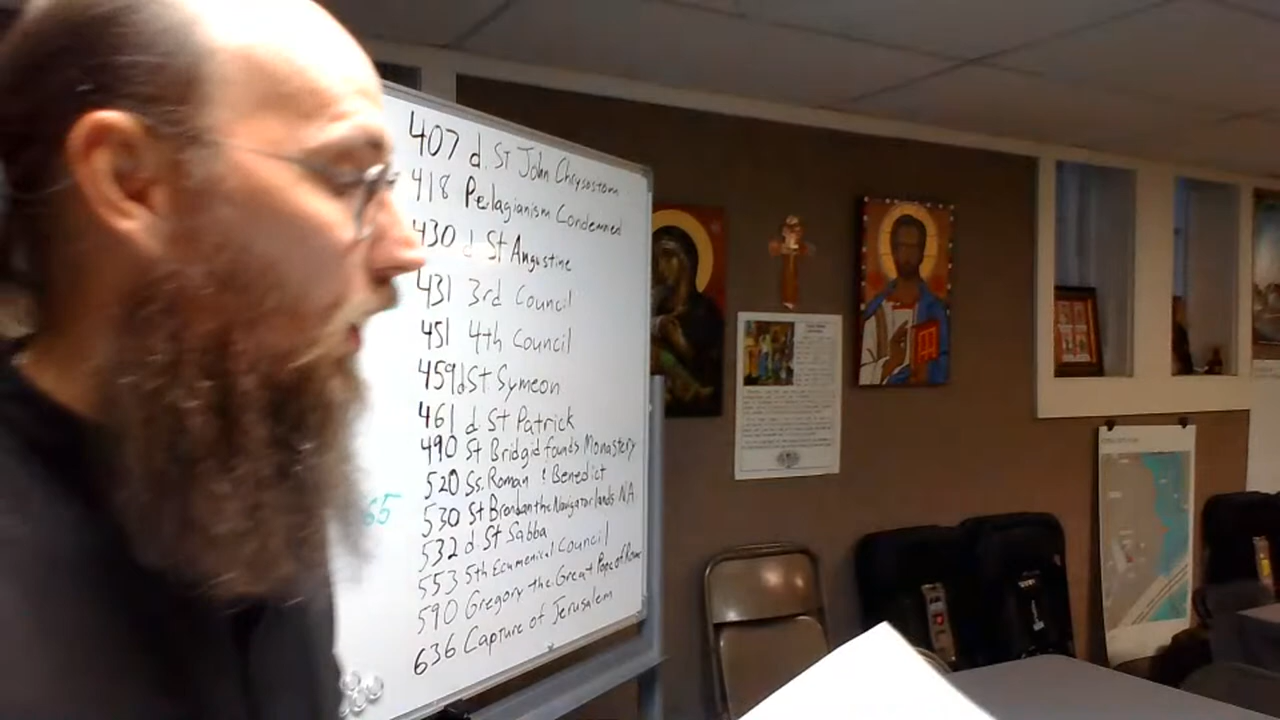 407 d. St John Chrysostom
418 Pelagianism Condemned
430 d St Augustine
431 3rd Council
451 4th Council
459 d St Symeon
461 d St Patrick
490 St Bridgid founds Monastery
520 Ss. Roman & Benedict
65
530 St Brendan the Navigator lands NA
532 d St Sabba
553 5th Ecumenical Council
590 Gregory the Great Pope of Rome
636 Capture of Jerusalem